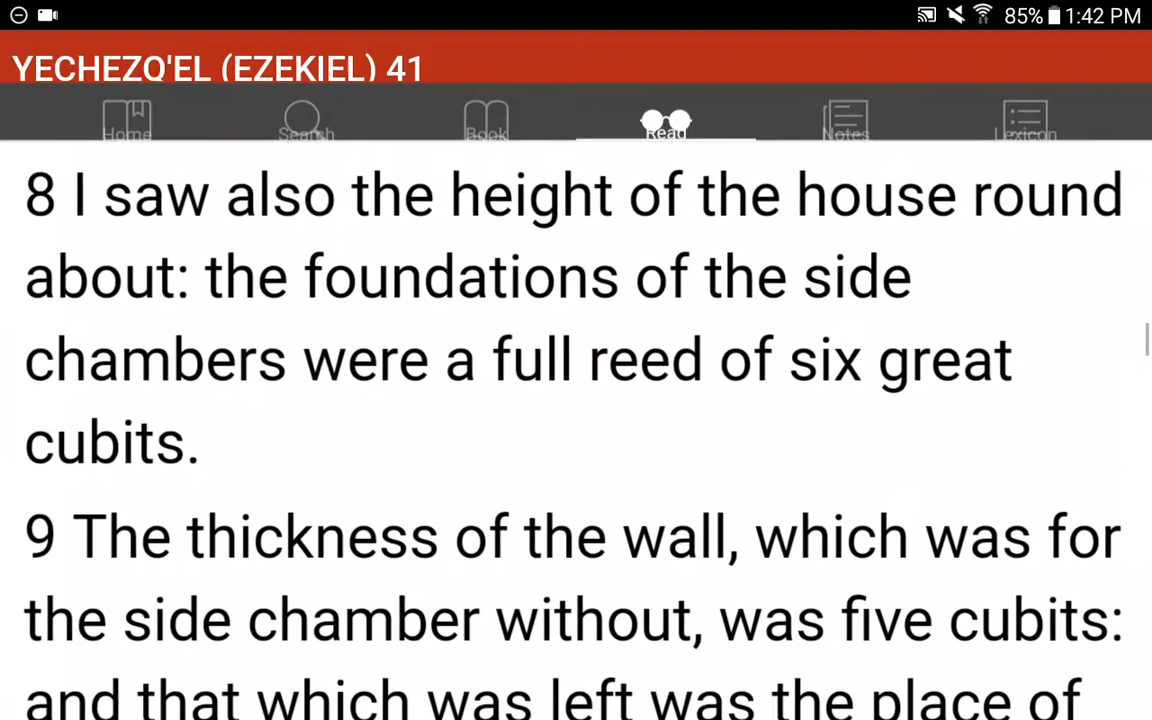 85% 1:42 PM
YECHEZQ'EL (EZEKIEL) 41
Home Search Book Read Notes Lexicon
8 I saw also the height of the house round
about: the foundations of the side
chambers were a full reed of six great
cubits.
9 The thickness of the wall, which was for
the side chamber without, was five cubits:
and that which was left was the place of